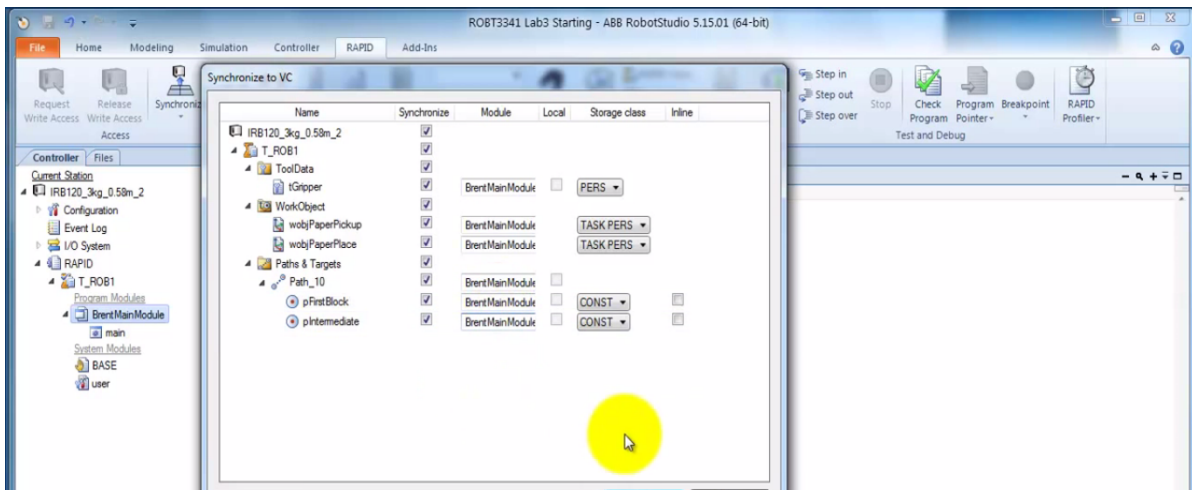 ROBT3341 Lab3 Starting - ABB RobotStudio 5.15.01 (64-bit)
File Home Modeling Simulation Controller RAPID Add-Ins
Request Write Access
Release Write Access
Synchroniz
Access
Step in
Step out
Step over
Stop
Check Program
Program Pointer
Breakpoint
RAPID Profiler
Test and Debug
Controller Files
Current Station
IRB120_3kg_0.58m_2
Configuration
Event Log
I/O System
RAPID
T_ROB1
Program Modules
BrentMainModule
main
System Modules
BASE
user
Synchronize to VC
Name Synchronize Module Local Storage class Inline
IRB120_3kg_0.58m_2
T_ROB1
ToolData
tGripper BrentMainModule PERS
WorkObject
wobjPaperPickup BrentMainModule TASK PERS
wobjPaperPlace BrentMainModule TASK PERS
Paths & Targets
Path_10 BrentMainModule
pFirstBlock BrentMainModule CONST
pIntermediate BrentMainModule CONST